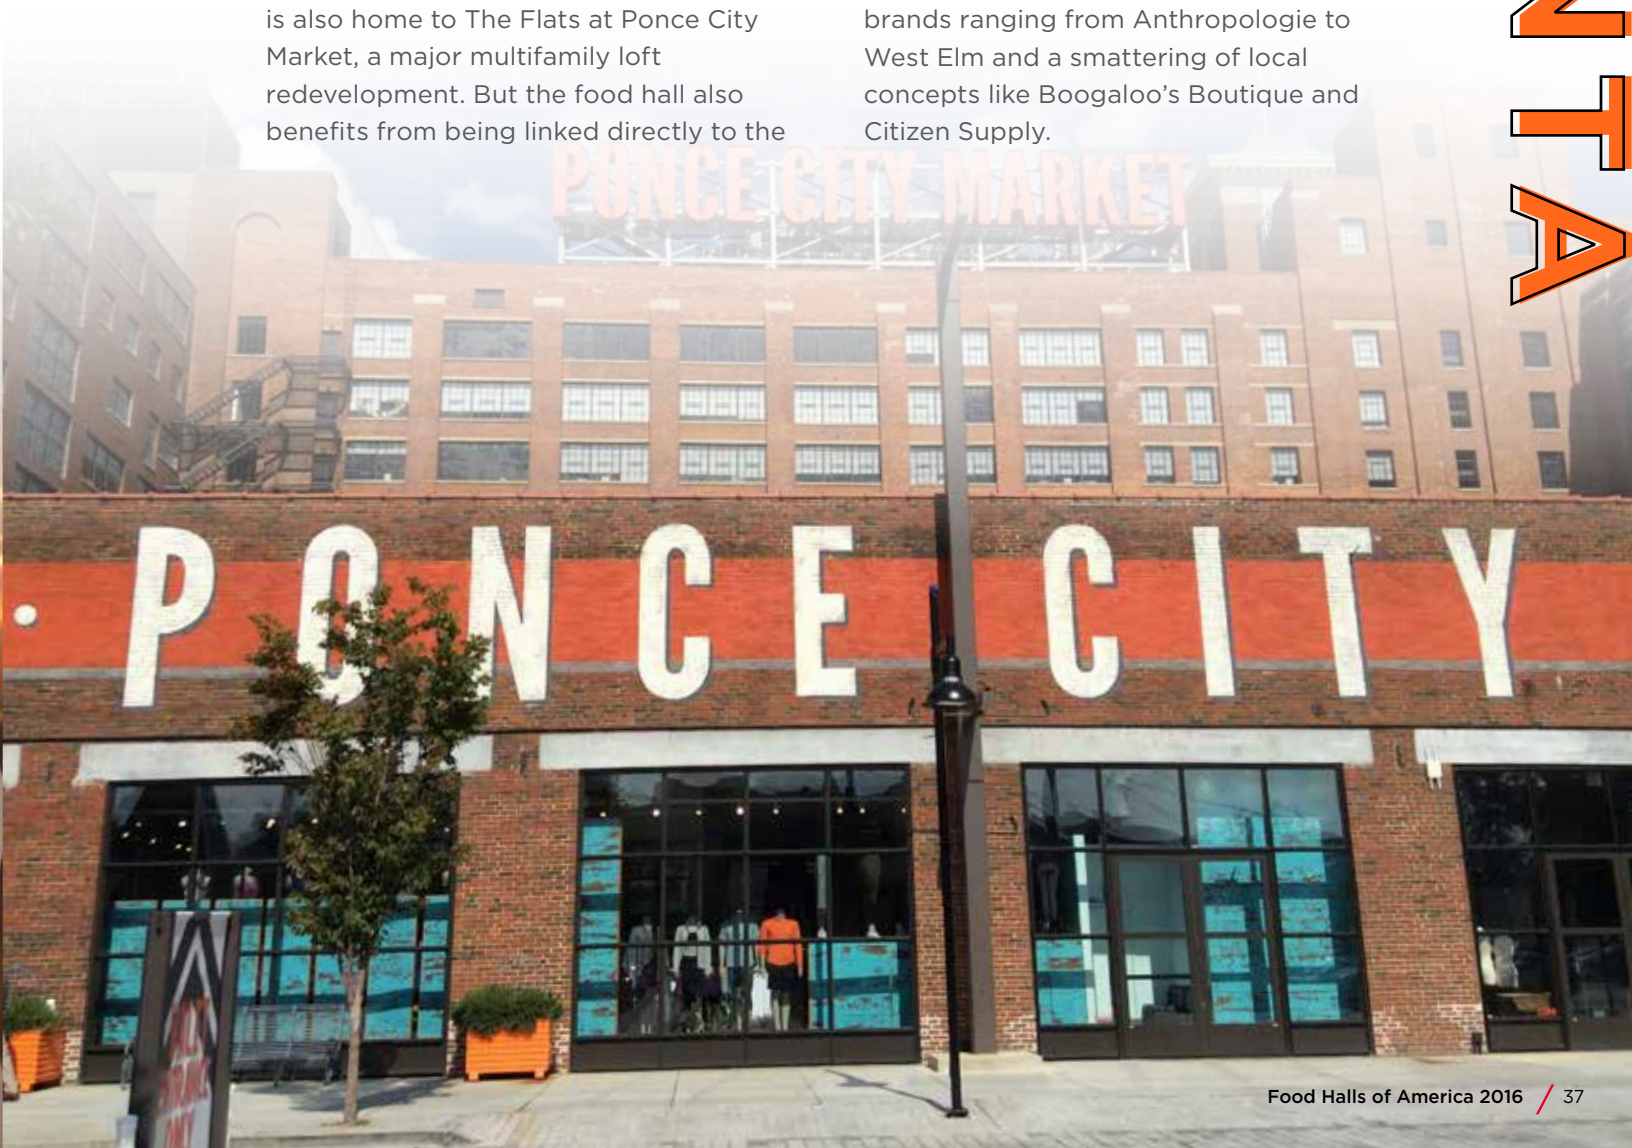 is also home to The Flats at Ponce City
Market, a major multifamily loft
redevelopment. But the food hall also
benefits from being linked directly to the
brands ranging from Anthropologie to
West Elm and a smattering of local
concepts like Boogaloo’s Boutique and
Citizen Supply.
NTA
PONCE CITY MARKET
• PONCE CITY
Food Halls of America 2016 / 37